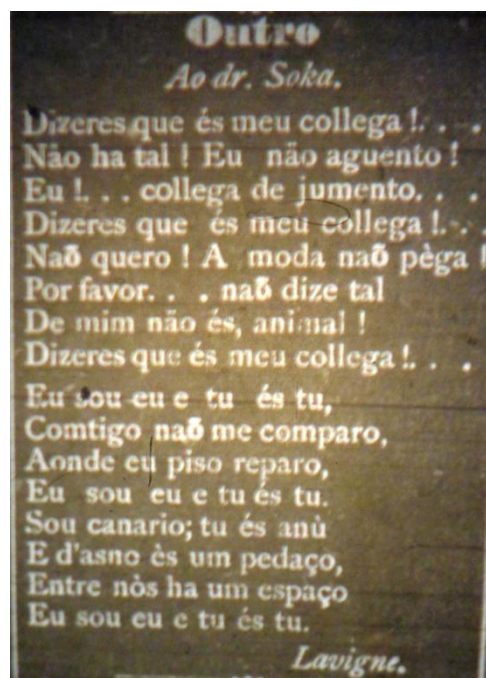 Outro
Ao dr. Soka.
Dizeres que és meu collega !. . .
Não ha tal ! Eu não aguento !
Eu !. . . collega de jumento. . .
Dizeres que és meu collega !. . .
Naõ quero ! A moda naõ pèga !
Por favor. . . naõ dize tal
De mim não és, animal !
Dizeres que és meu collega !. . .
Eu sou eu e tu és tu,
Comtigo naõ me comparo,
Aonde eu piso reparo,
Eu sou eu e tu és tu.
Sou canario; tu és anù
E d'asno ès um pedaço,
Entre nòs ha um espaço
Eu sou eu e tu és tu.
Lavigne.